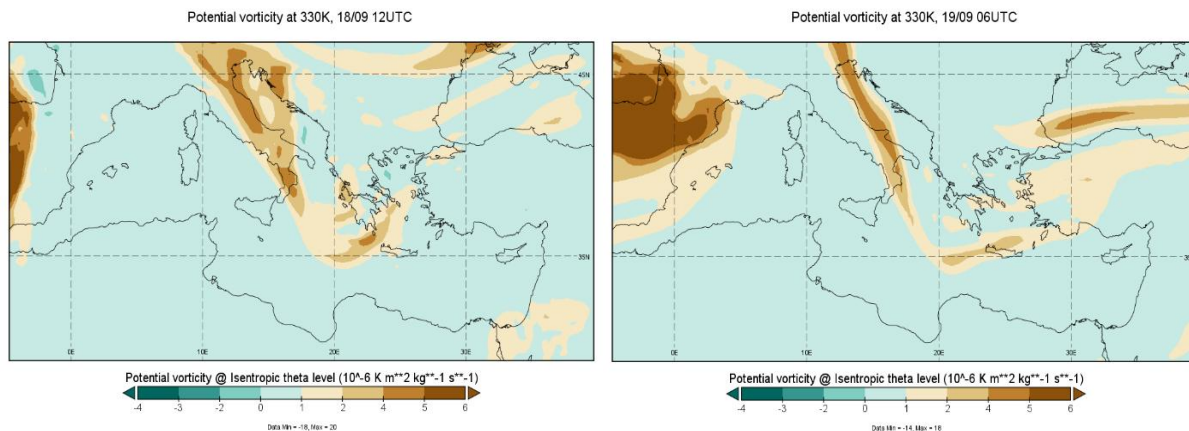 Potential vorticity at 330K, 18/09 12UTC
45N
35N
0E 10E 20E 30E
Potential vorticity @ Isentropic theta level (10^-6 K m**2 kg**-1 s**-1)
-4 -3 -2 0 1 2 4 5 6
Data Min = -18, Max = 20
Potential vorticity at 330K, 19/09 06UTC
45N
35N
0E 10E 20E 30E
Potential vorticity @ Isentropic theta level (10^-6 K m**2 kg**-1 s**-1)
-4 -3 -2 0 1 2 4 5 6
Data Min = -14, Max = 18